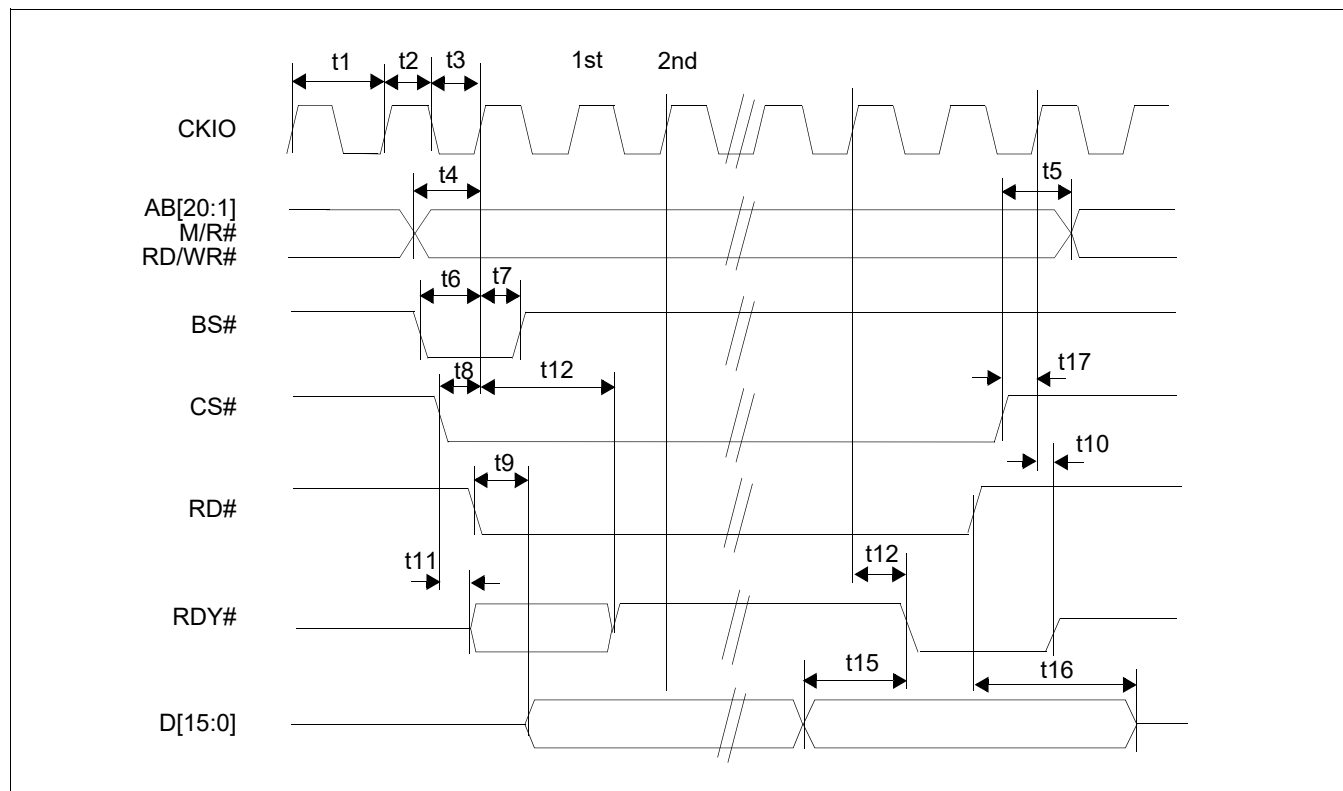 t1 t2 t3 1st 2nd
CKIO
t4 t5
AB[20:1]
M/R#
RD/WR#
t6 t7
BS#
t17
t8 t12
CS#
t10
t9
RD#
t11 t12
RDY#
t15 t16
D[15:0]